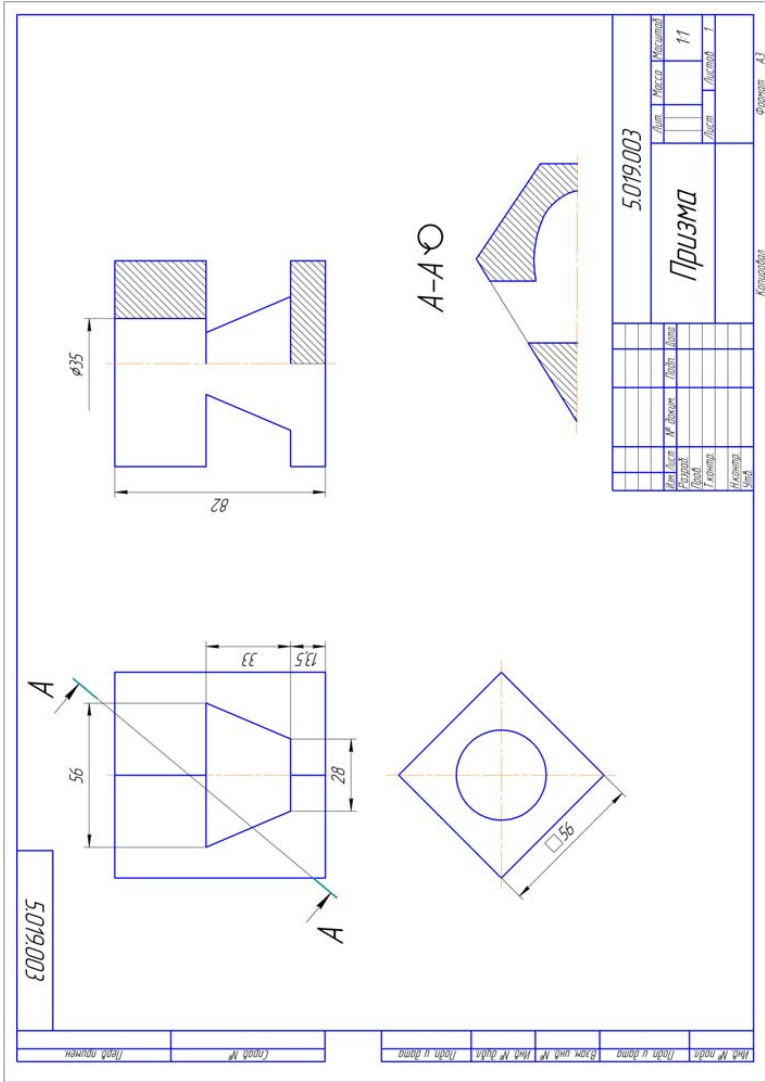 5.019.003
Перв. примен.
Справ. №
Подп. и дата
Инв. № дубл.
Взам. инв. №
Подп. и дата
Инв. № подл.
А
56
33
13,5
28
А
⌀35
82
□56
А-А
5.019.003
Изм. Лист № докум. Подп. Дата
Разраб.
Пров.
Т.контр.
Н.контр.
Утв.
Призма
Лит. Масса Масштаб
1:1
Лист Листов 1
Копировал Формат А3